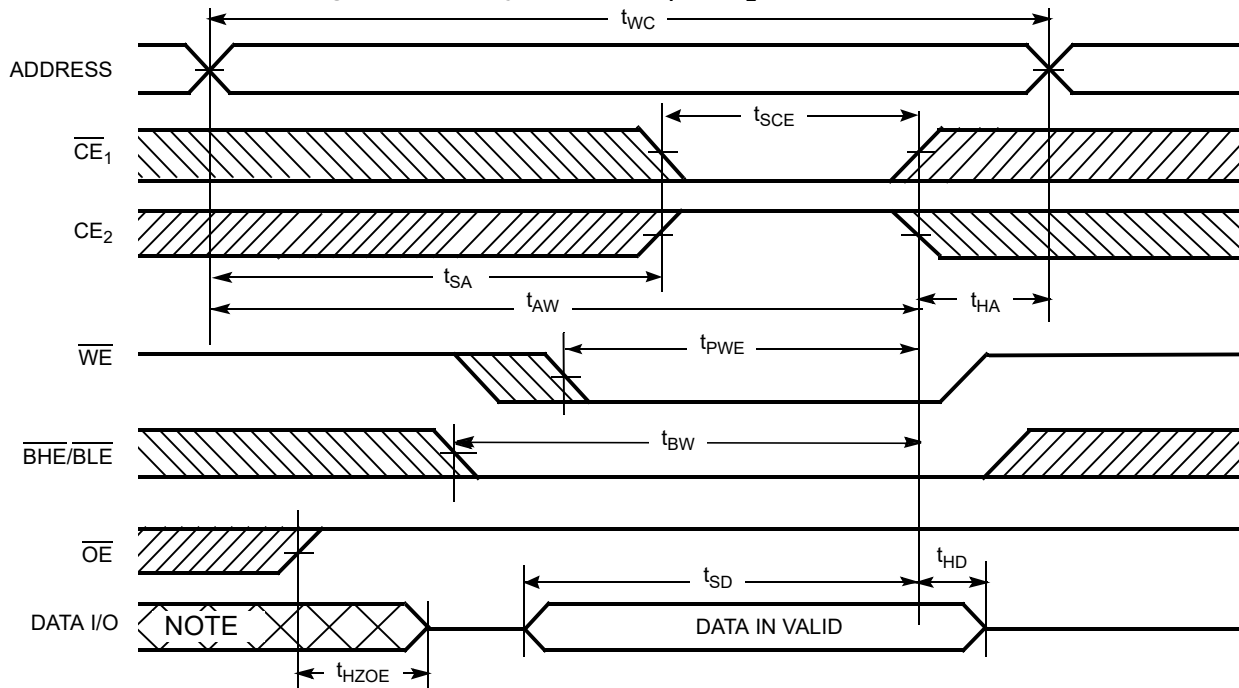 tWC
ADDRESS
tSCE
CE1
CE2
tSA
tAW
tHA
WE
tPWE
BHE/BLE
tBW
OE
tHD
tSD
DATA I/O
NOTE
DATA IN VALID
tHZOE